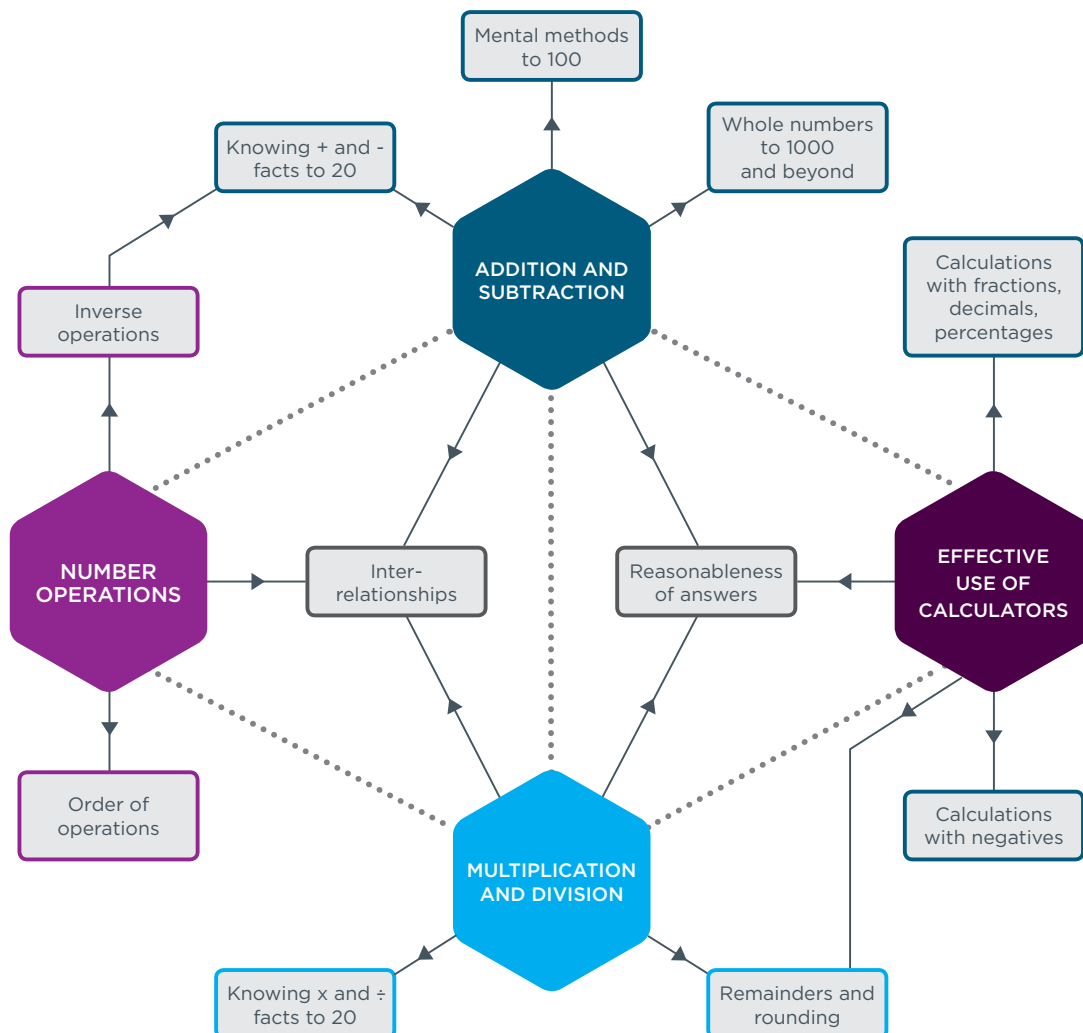 Mental methods
to 100
Knowing + and -
facts to 20
Whole numbers
to 1000
and beyond
ADDITION AND
SUBTRACTION
Calculations
with fractions,
decimals,
percentages
Inverse
operations
NUMBER
OPERATIONS
Inter-
relationships
Reasonableness
of answers
EFFECTIVE
USE OF
CALCULATORS
Order of
operations
MULTIPLICATION
AND DIVISION
Calculations
with negatives
Knowing x and ÷
facts to 20
Remainders and
rounding